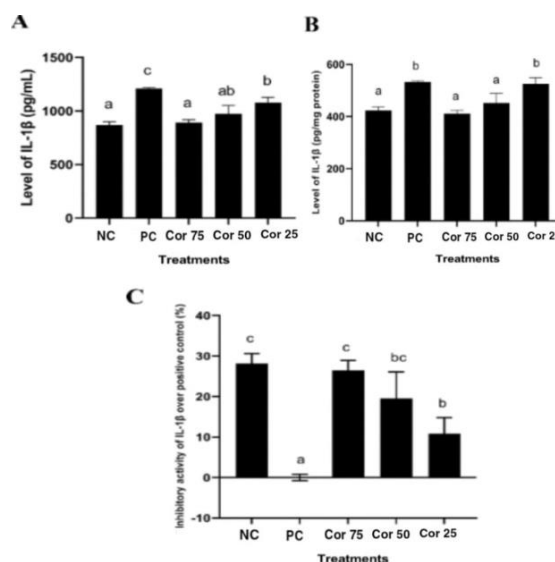 A
Level of IL-1β (pg/mL)
1500
1000
500
0
a
c
a
ab
b
NC PC Cor 75 Cor 50 Cor 25
Treatments
B
Level of IL-1β (pg/mg protein)
600
400
200
0
a
b
a
a
b
NC PC Cor 75 Cor 50 Cor 2
Treatments
C
Inhibitory activity of IL-1β over positive control (%)
40
30
20
10
0
-10
c
a
c
bc
b
NC PC Cor 75 Cor 50 Cor 25
Treatments